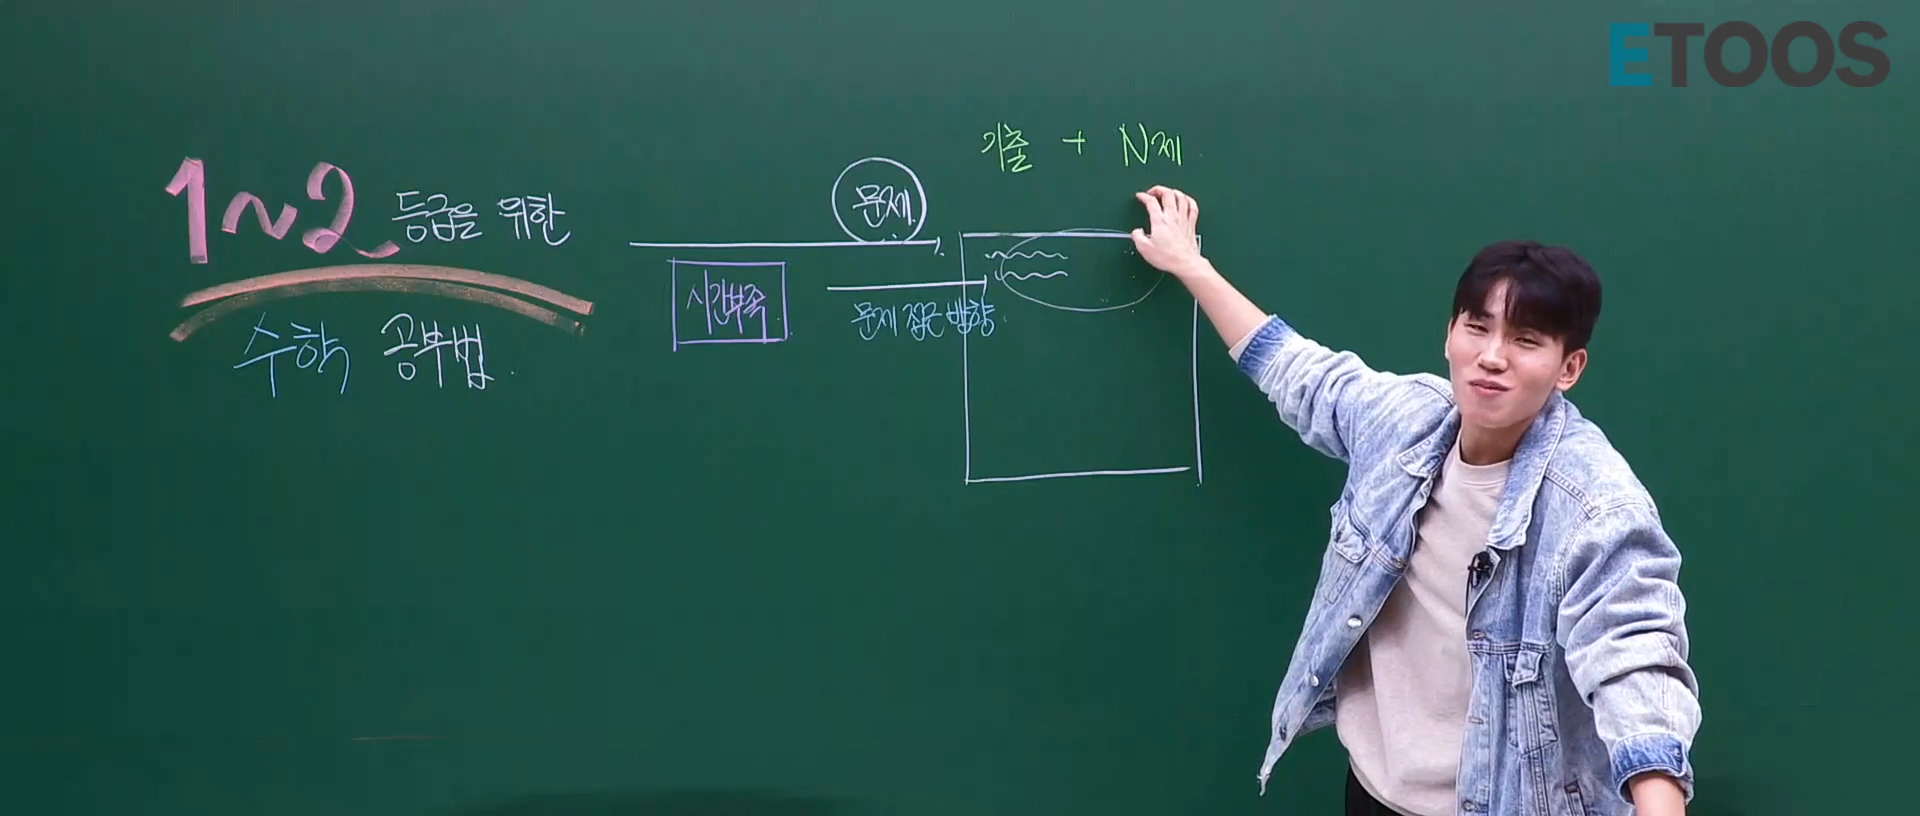 ETOOS
1~2 등급을 위한
수학 공부법.
문제
시간부족
문제 접근 방향
기출 + N제